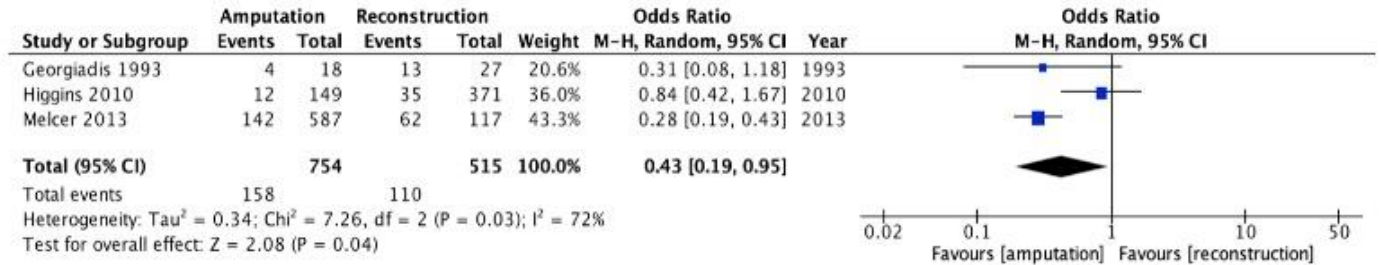 Amputation Reconstruction Odds Ratio Odds Ratio
Study or Subgroup Events Total Events Total Weight M-H, Random, 95% CI Year M-H, Random, 95% CI
Georgiadis 1993 4 18 13 27 20.6% 0.31 [0.08, 1.18] 1993
Higgins 2010 12 149 35 371 36.0% 0.84 [0.42, 1.67] 2010
Melcer 2013 142 587 62 117 43.3% 0.28 [0.19, 0.43] 2013
Total (95% CI) 754 515 100.0% 0.43 [0.19, 0.95]
Total events 158 110
Heterogeneity: Tau² = 0.34; Chi² = 7.26, df = 2 (P = 0.03); I² = 72%
Test for overall effect: Z = 2.08 (P = 0.04)
0.02 0.1 1 10 50
Favours [amputation] Favours [reconstruction]